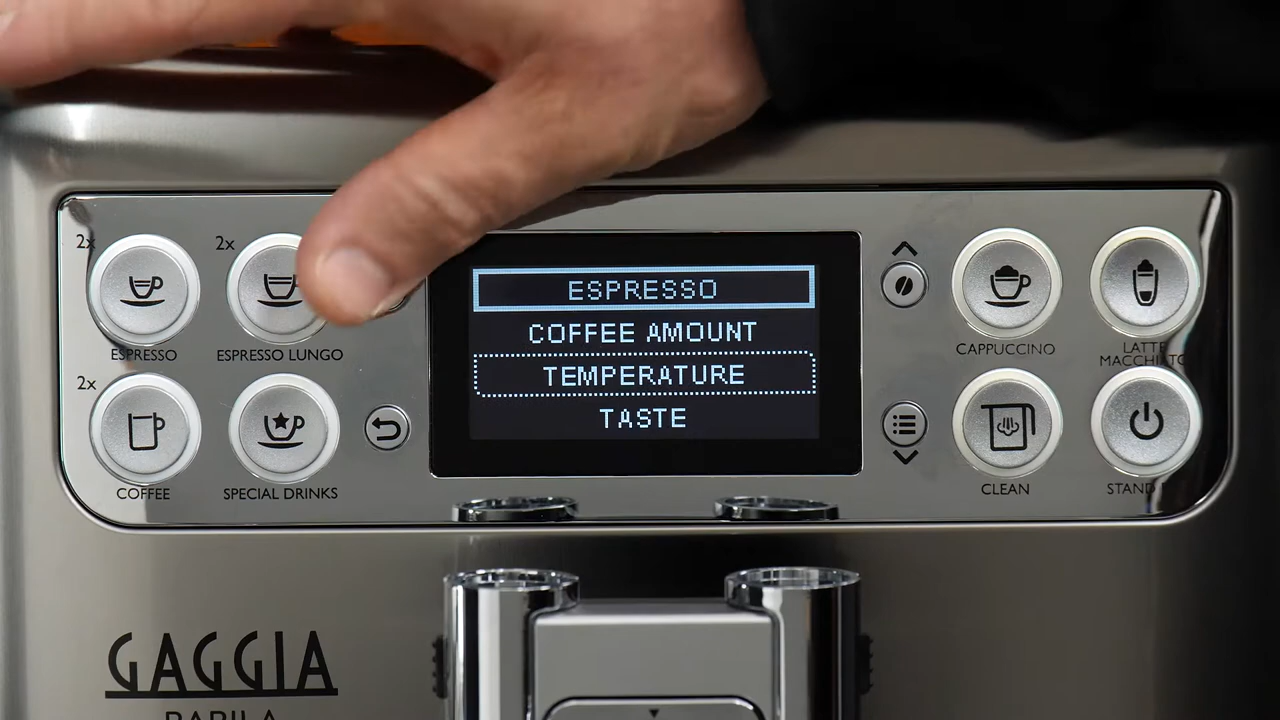 2x
2x
ESPRESSO
ESPRESSO LUNGO
2x
COFFEE
SPECIAL DRINKS
ESPRESSO
COFFEE AMOUNT
TEMPERATURE
TASTE
CAPPUCCINO
LATTE
MACCHIATO
CLEAN
GAGGIA
BABILA